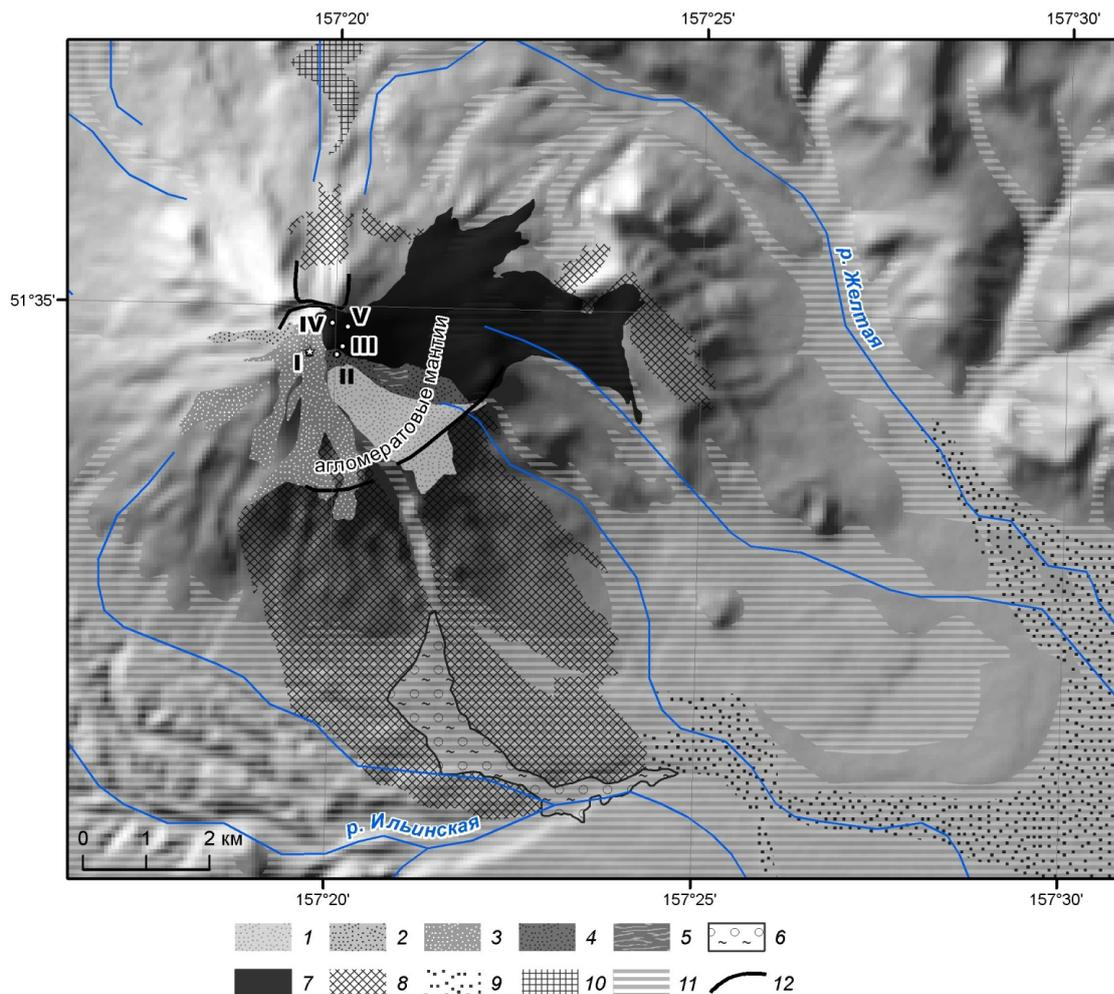 157°20' 157°25' 157°30'
51°35'
р. Желтая
IV V
III
I
II
агломератовые мантии
р. Ильинская
0 1 2 км
157°20' 157°25' 157°30'
1 2 3 4 5 6
7 8 9 10 11 12